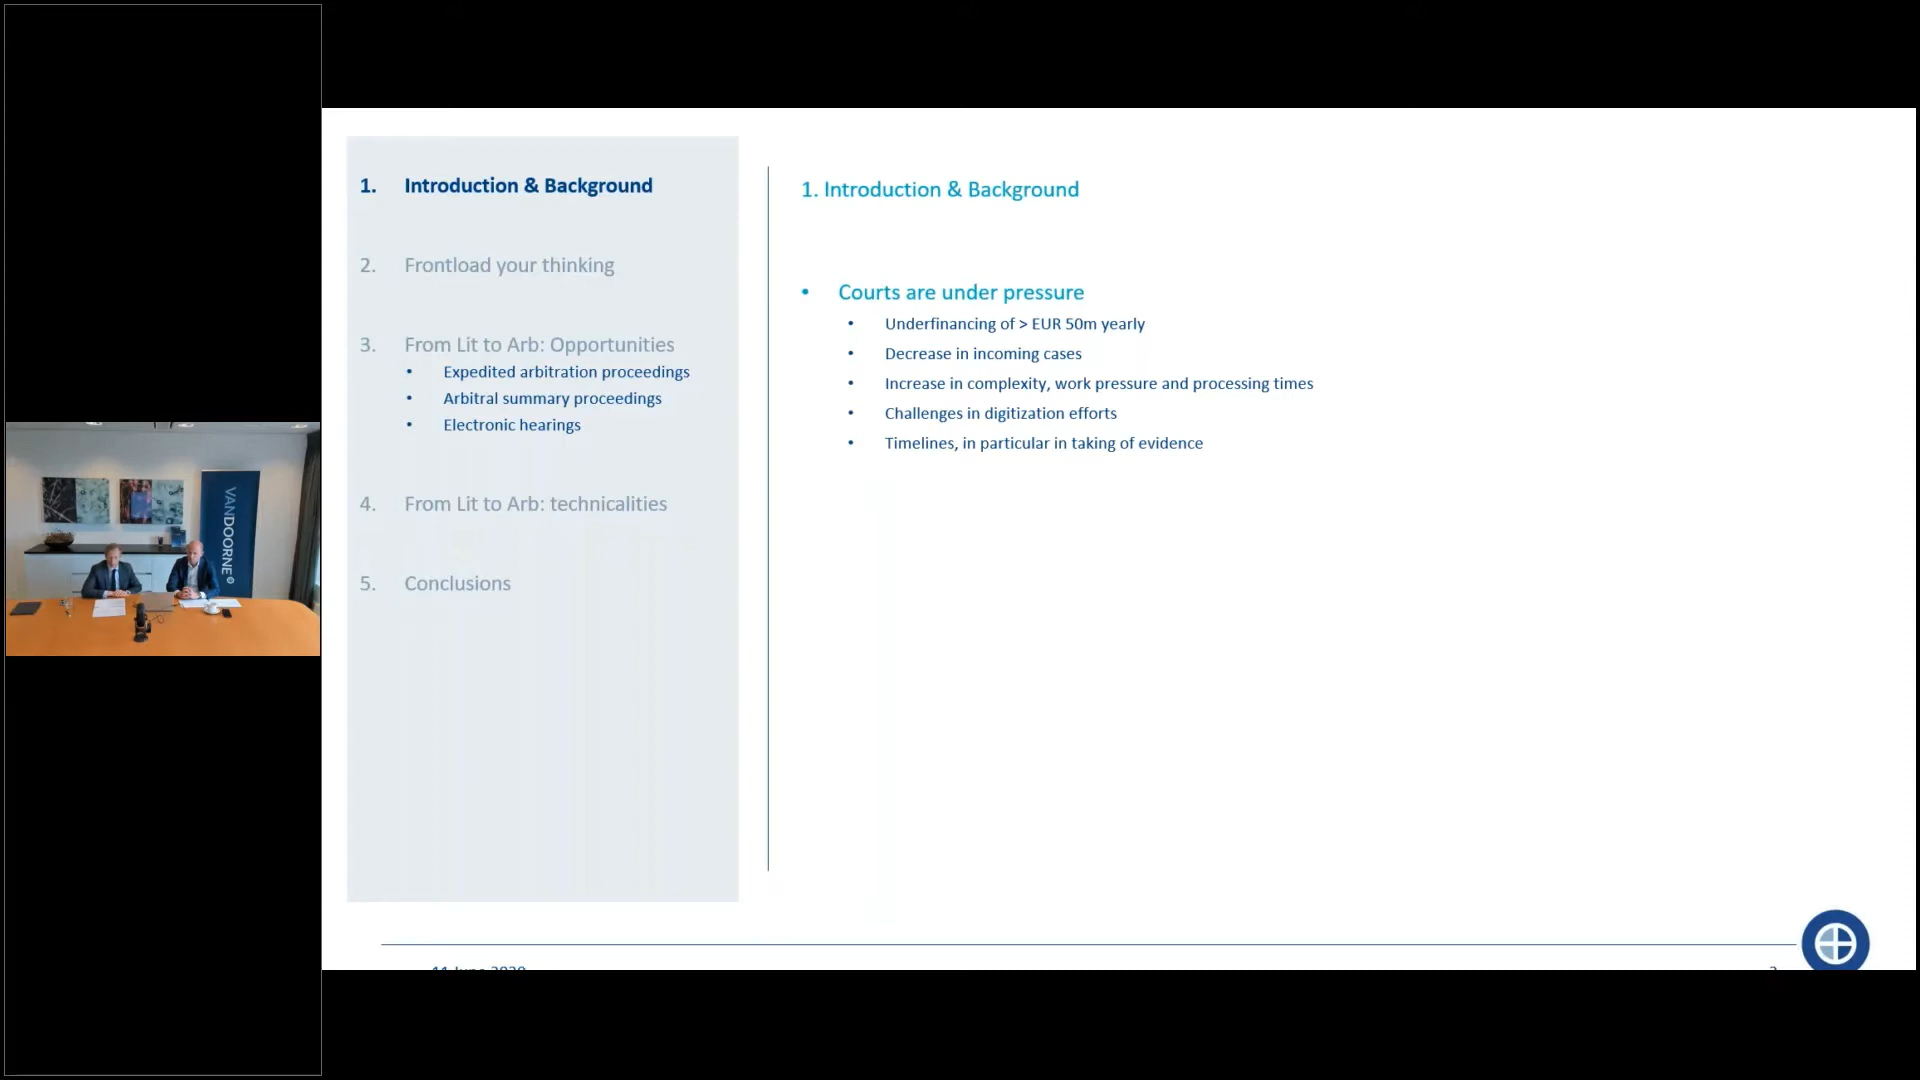 VANDOORNE
1. Introduction & Background
2. Frontload your thinking
3. From Lit to Arb: Opportunities
• Expedited arbitration proceedings
• Arbitral summary proceedings
• Electronic hearings
4. From Lit to Arb: technicalities
5. Conclusions
1. Introduction & Background
• Courts are under pressure
• Underfinancing of > EUR 50m yearly
• Decrease in incoming cases
• Increase in complexity, work pressure and processing times
• Challenges in digitization efforts
• Timelines, in particular in taking of evidence
11 June 2020